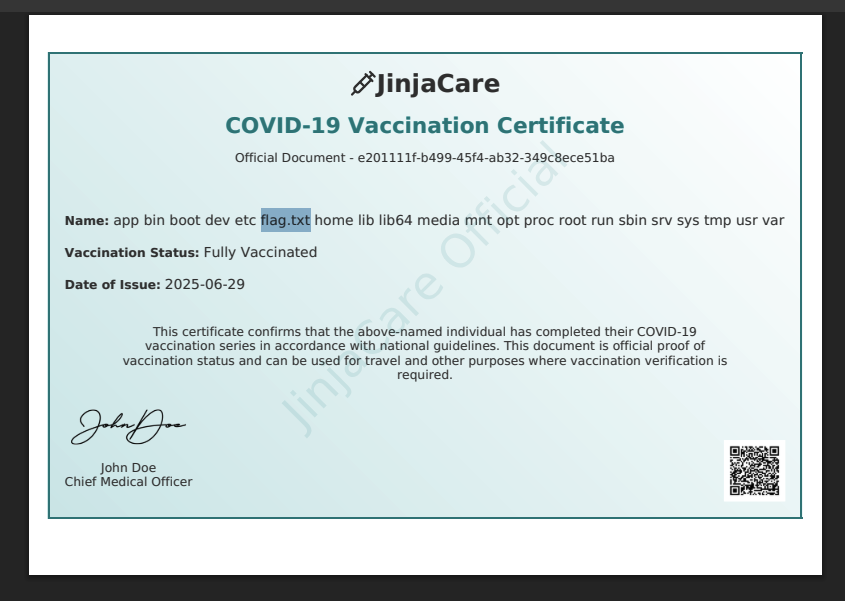 JinjaCare
COVID-19 Vaccination Certificate
Official Document - e201111f-b499-45f4-ab32-349c8ece51ba
Name: app bin boot dev etc flag.txt home lib lib64 media mnt opt proc root run sbin srv sys tmp usr var
Vaccination Status: Fully Vaccinated
Date of Issue: 2025-06-29
JinjaCare Official
This certificate confirms that the above-named individual has completed their COVID-19
vaccination series in accordance with national guidelines. This document is official proof of
vaccination status and can be used for travel and other purposes where vaccination verification is
required.
John Doe
John Doe
Chief Medical Officer